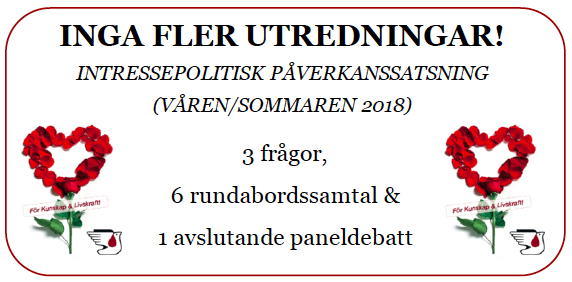 INGA FLER UTREDNINGAR!
INTRESSEPOLITISK PÅVERKANSSATSNING
(VÅREN/SOMMAREN 2018)
3 frågor,
6 rundabordssamtal &
1 avslutande paneldebatt
För Kunskap & Livskraft!
För Kunskap & Livskraft!